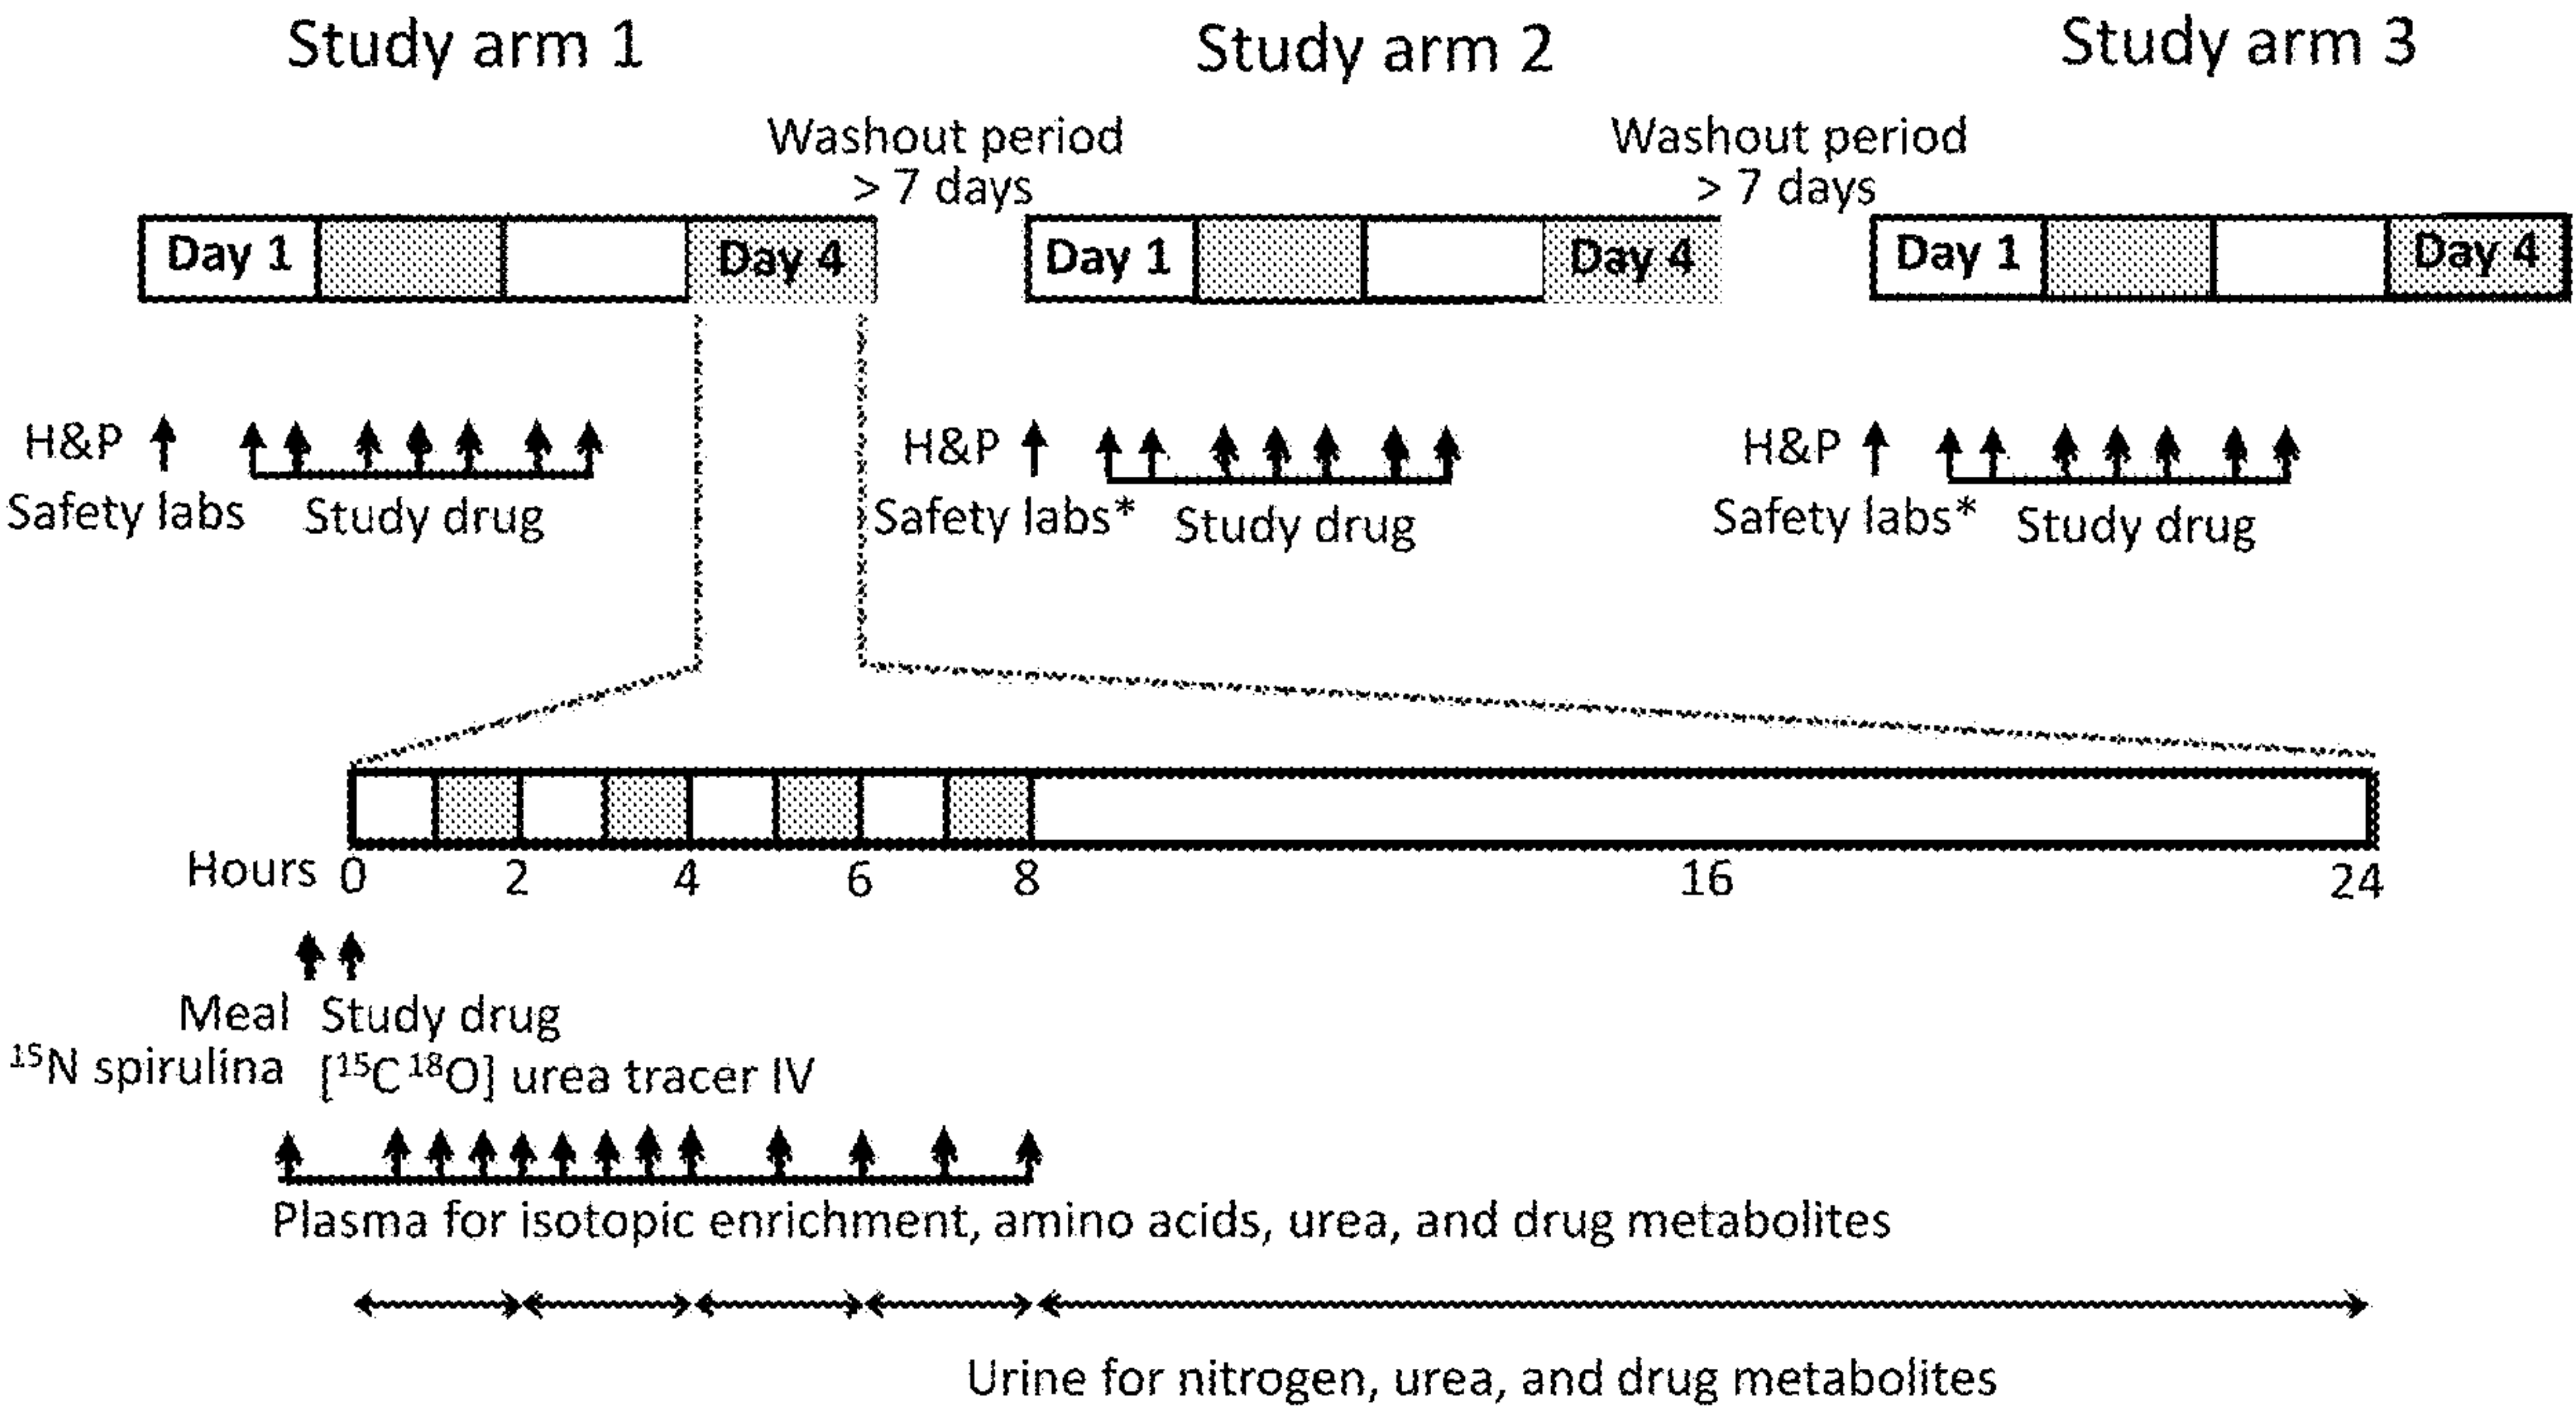 Study arm 1 Study arm 2 Study arm 3
Washout period Washout period
> 7 days > 7 days
Day 1 Day 4 Day 1 Day 4 Day 1 Day 4
H&P H&P H&P
Safety labs Study drug Safety labs* Study drug Safety labs* Study drug
Hours 0 2 4 6 8 16 24
Meal Study drug
¹⁵N spirulina [¹⁵C¹⁸O] urea tracer IV
Plasma for isotopic enrichment, amino acids, urea, and drug metabolites
Urine for nitrogen, urea, and drug metabolites